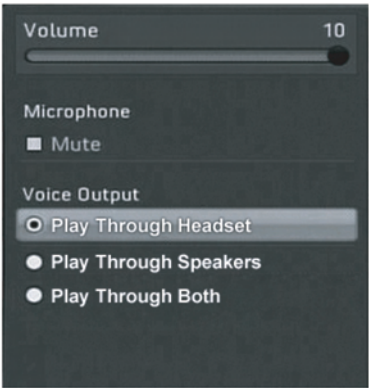 Volume 10
Microphone
Mute
Voice Output
Play Through Headset
Play Through Speakers
Play Through Both